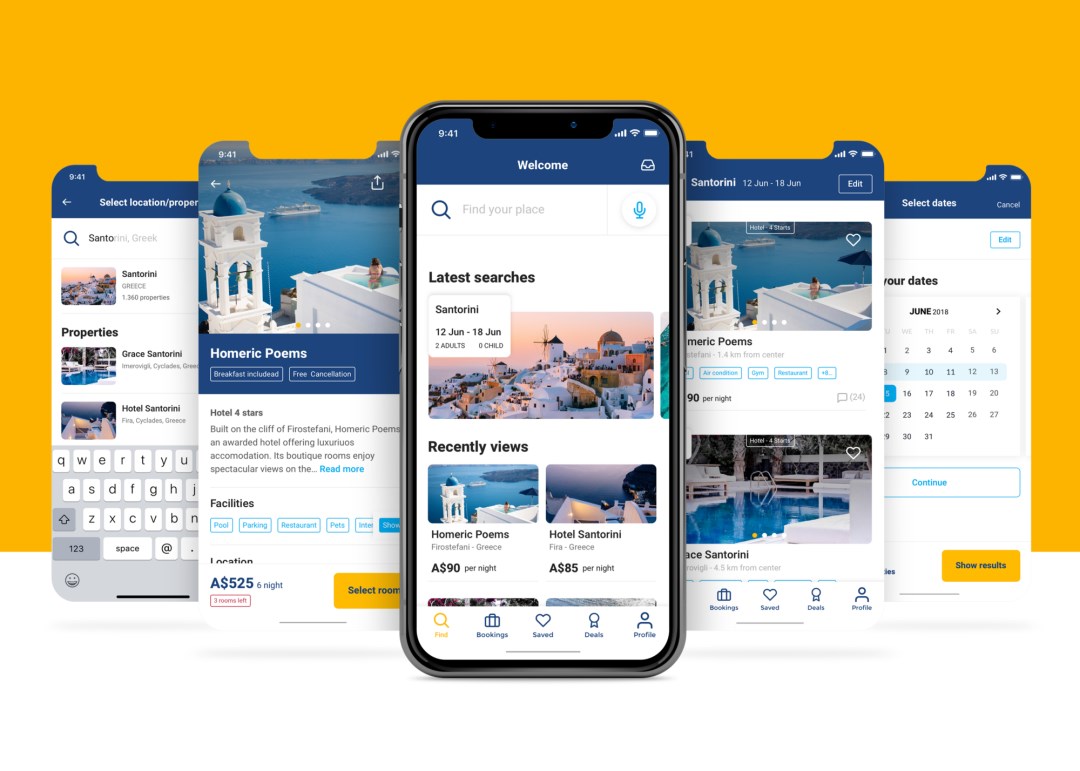 9:41
Select location/proper
Santorini, Greek
Santorini
GREECE
1.360 properties
Properties
Grace Santorini
Imerovigli, Cyclades, Greec
Hotel Santorini
Fira, Cyclades, Greece
q w e r t y u
a s d f g h j
z x c v b n
123 space @ .
9:41
Homeric Poems
Breakfast includead Free Cancellation
Hotel 4 stars
Built on the cliff of Firostefani, Homeric Poems
an awarded hotel offering luxuriuos
accomodation. Its boutique rooms enjoy
spectacular views on the... Read more
Facilities
Pool Parking Restaurant Pets Inter Show
Location
A$525 6 night
3 rooms left
Select room
9:41
Welcome
Find your place
Latest searches
Santorini
12 Jun - 18 Jun
2 ADULTS 0 CHILD
Recently views
Homeric Poems
Firostefani - Greece
A$90 per night
Hotel Santorini
Fira - Greece
A$85 per night
Find Bookings Saved Deals Profile
41
Santorini 12 Jun - 18 Jun Edit
Hotel - 4 Starts
meric Poems
stefani - 1.4 km from center
Air condition Gym Restaurant +8..
90 per night (24)
Hotel - 4 Starts
ace Santorini
rovigli - 4.5 km from center
Bookings Saved Deals Profile
Select dates Cancel
Edit
your dates
JUNE 2018
WE TH FR SA SU
1 2 3 4 5 6
8 9 10 11 12 13
5 16 17 18 19 20
2 23 24 25 26 27
9 30 31
Continue
ies
Show results